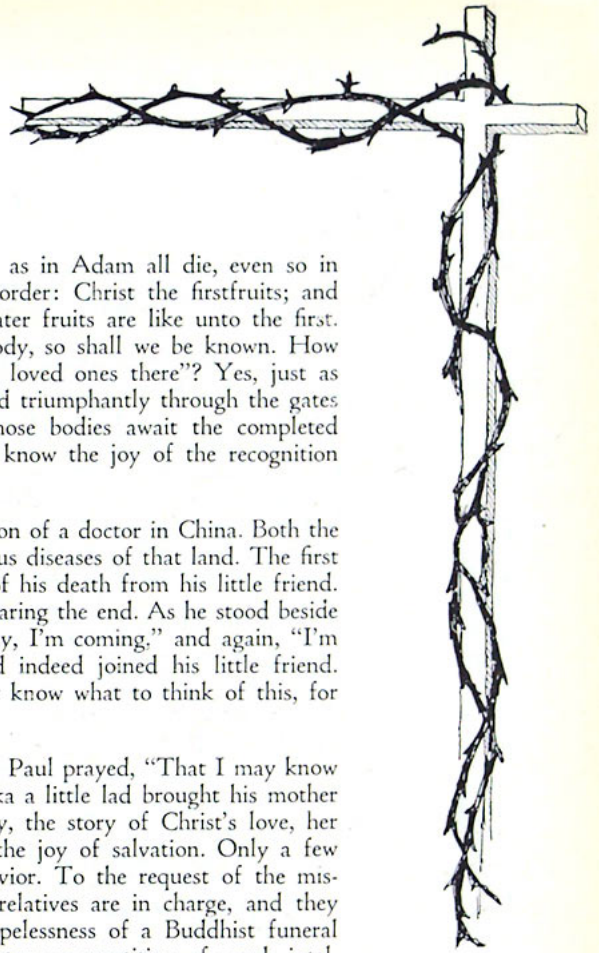 as in Adam all die, even so in
order: Christ the firstfruits; and
ter fruits are like unto the first.
ody, so shall we be known. How
loved ones there”? Yes, just as
d triumphantly through the gates
hose bodies await the completed
know the joy of the recognition
on of a doctor in China. Both the
us diseases of that land. The first
f his death from his little friend.
aring the end. As he stood beside
y, I’m coming,” and again, “I’m
d indeed joined his little friend.
know what to think of this, for
Paul prayed, “That I may know
ka a little lad brought his mother
y, the story of Christ’s love, her
the joy of salvation. Only a few
vior. To the request of the mis-
relatives are in charge, and they
pelessness of a Buddhist funeral